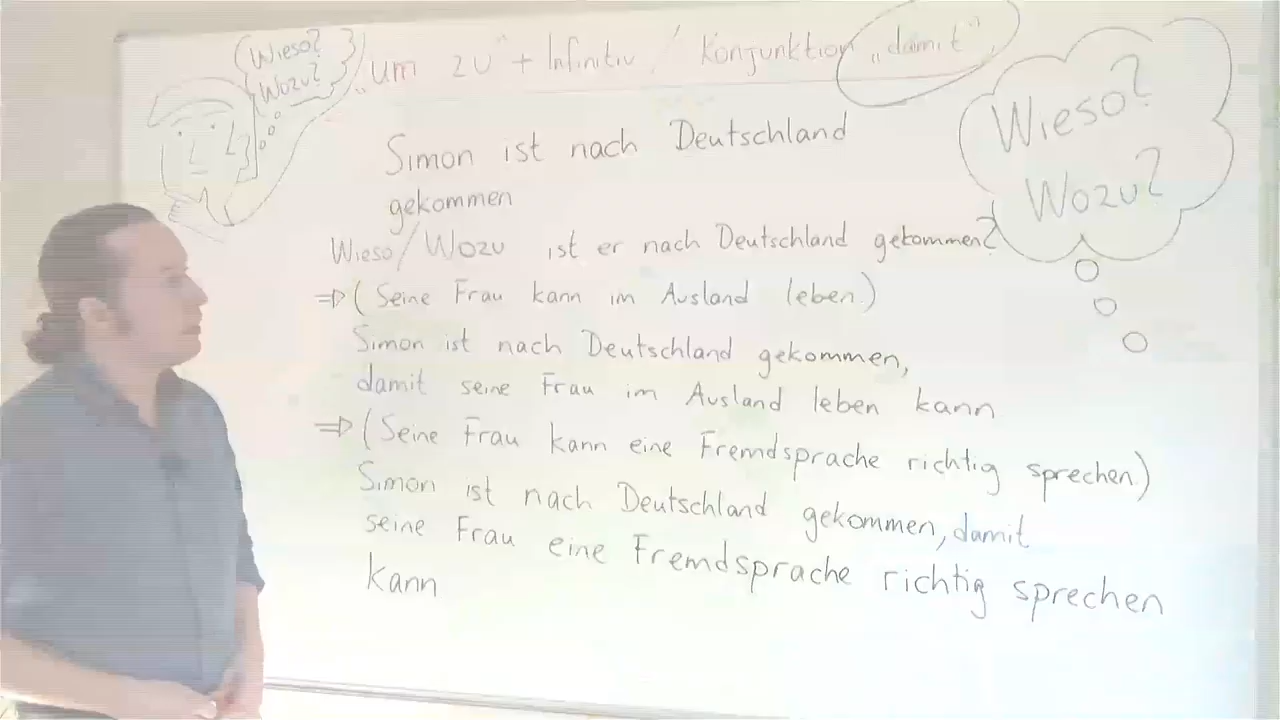 Wieso?
Wozu?
„um zu" + Infinitiv / Konjunktion „damit"
Wieso?
Wozu?
Simon ist nach Deutschland
gekommen
Wieso/Wozu ist er nach Deutschland gekommen?
⇒ (Seine Frau kann im Ausland leben.)
Simon ist nach Deutschland gekommen,
damit seine Frau im Ausland leben kann
⇒ (Seine Frau kann eine Fremdsprache richtig sprechen.)
Simon ist nach Deutschland gekommen, damit
seine Frau eine Fremdsprache richtig sprechen
kann